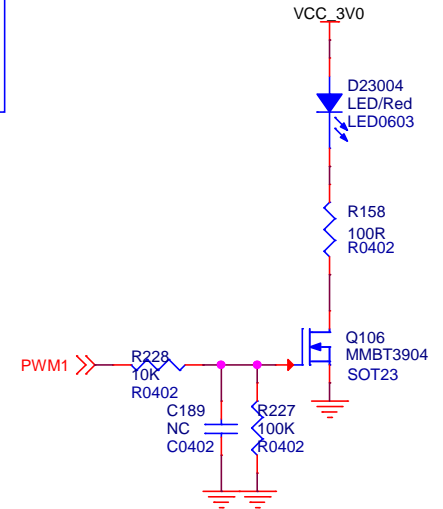 VCC_3V0
D23004
LED/Red
LED0603
R158
100R
R0402
Q106
MMBT3904
SOT23
PWM1
R228
10K
R0402
C189
NC
C0402
R227
100K
R0402